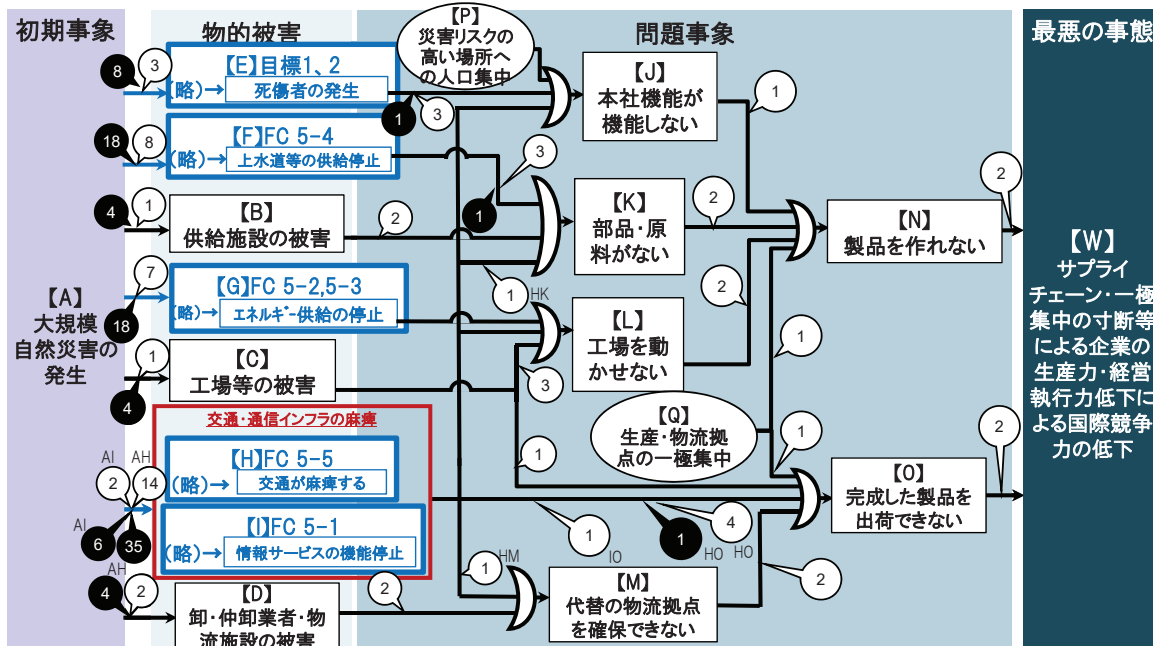 初期事象
物的被害
問題事象
最悪の事態
【A】
大規模
自然災害の
発生
8
3
【E】目標1、2
(略)→ 死傷者の発生
1
3
18
8
【F】FC 5-4
(略)→ 上水道等の供給停止
3
1
4
1
【B】
供給施設の被害
2
7
18
【G】FC 5-2,5-3
(略)→ エネルギー供給の停止
1
4
【C】
工場等の被害
交通・通信インフラの麻痺
AI
AH
2
14
AI
6
35
AH
【H】FC 5-5
(略)→ 交通が麻痺する
【I】FC 5-1
(略)→ 情報サービスの機能停止
4
2
【D】
卸・仲卸業者・物
流施設の被害
2
【P】
災害リスクの
高い場所へ
の人口集中
【J】
本社機能が
機能しない
1
【K】
部品・原
料がない
2
1
HK
【L】
工場を動
かせない
2
3
1
【Q】
生産・物流拠
点の一極集中
1
1
1
IO
1
HO
4
HO
1
HM
【M】
代替の物流拠点
を確保できない
2
【N】
製品を作れない
2
【O】
完成した製品を
出荷できない
2
【W】
サプライ
チェーン・一極
集中の寸断等
による企業の
生産力・経営
執行力低下に
よる国際競争
力の低下